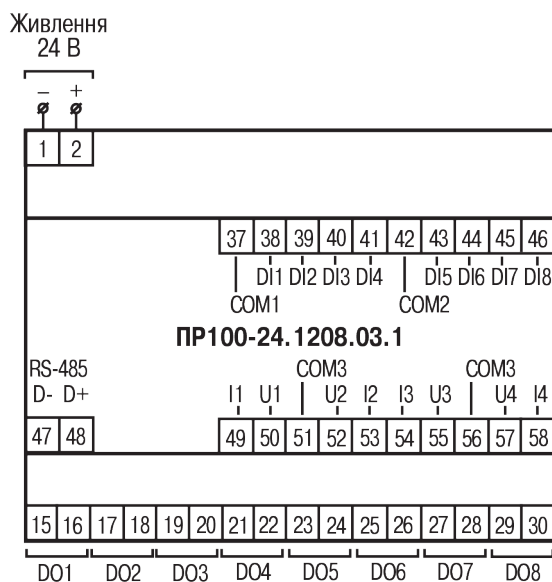 Живлення
24 В
– +
1 2
37 38 39 40 41 42 43 44 45 46
DI1 DI2 DI3 DI4 DI5 DI6 DI7 DI8
COM1 COM2
ПР100-24.1208.03.1
RS-485 COM3 COM3
D- D+ I1 U1 U2 I2 I3 U3 U4 I4
47 48 49 50 51 52 53 54 55 56 57 58
15 16 17 18 19 20 21 22 23 24 25 26 27 28 29 30
DO1 DO2 DO3 DO4 DO5 DO6 DO7 DO8